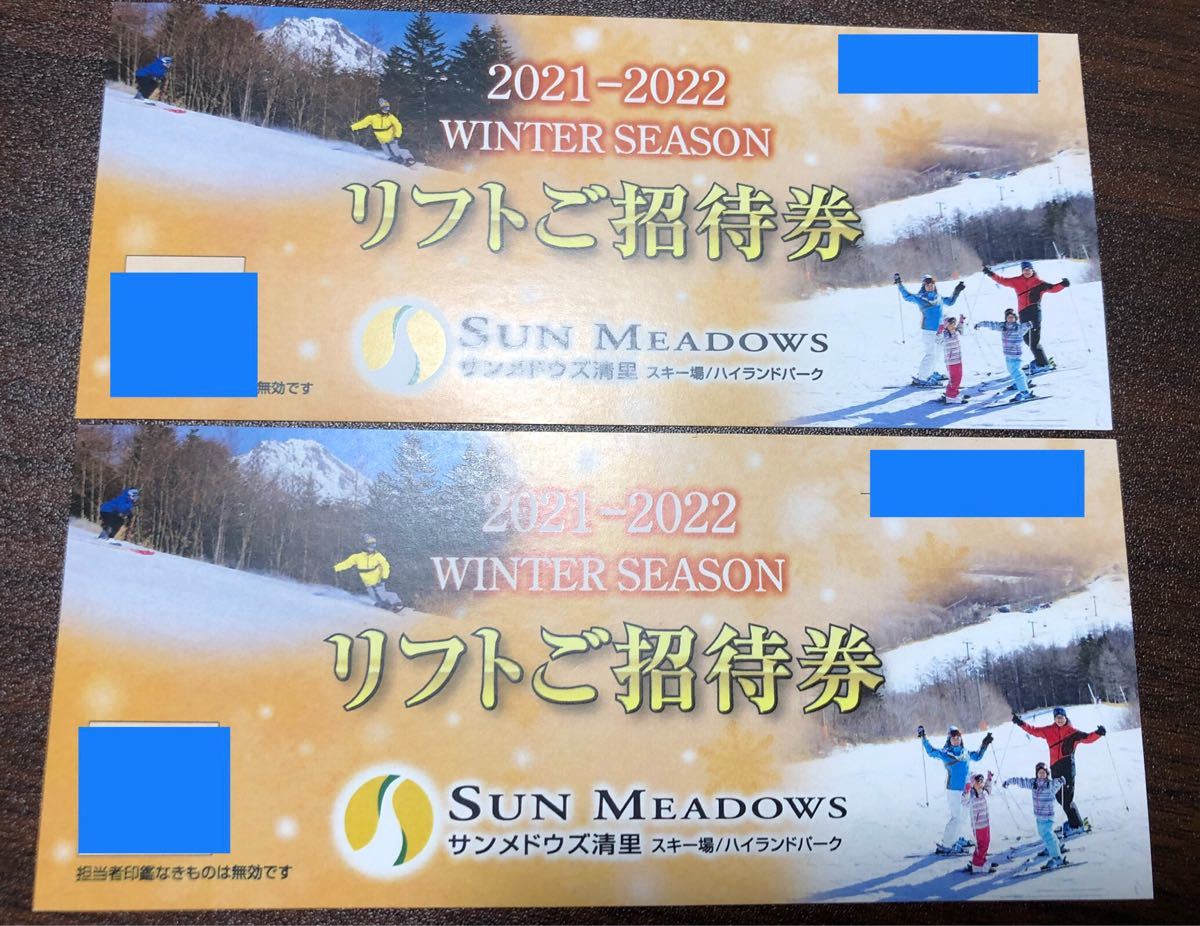 2021-2022
WINTER SEASON
リフトご招待券
SUN MEADOWS
サンメドウズ清里 スキー場/ハイランドパーク
無効です
2021-2022
WINTER SEASON
リフトご招待券
SUN MEADOWS
サンメドウズ清里 スキー場/ハイランドパーク
担当者印鑑なきものは無効です